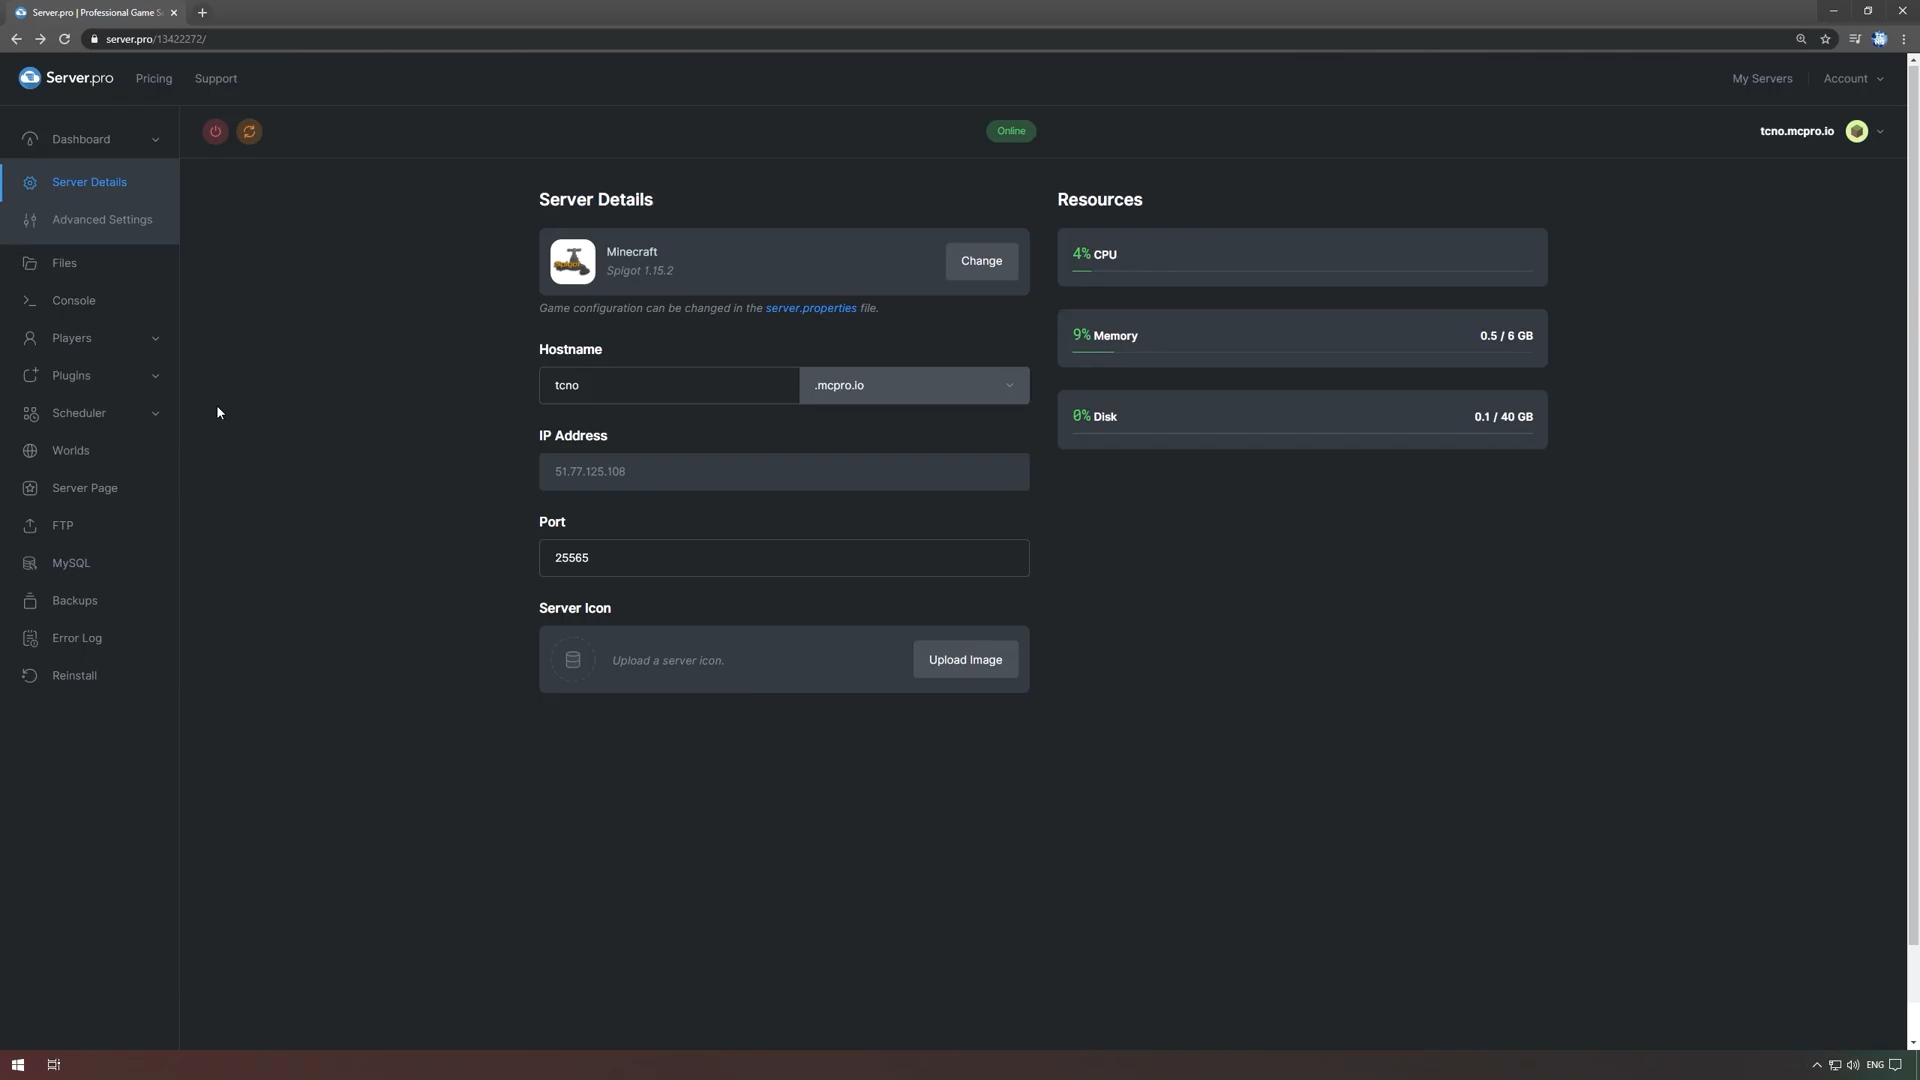 Server.pro | Professional Game S
server.pro/13422272/
Server.pro
Pricing
Support
My Servers
Account
Dashboard
Online
tcno.mcpro.io
Server Details
Advanced Settings
Files
Console
Players
Plugins
Scheduler
Worlds
Server Page
FTP
MySQL
Backups
Error Log
Reinstall
Server Details
Spigot
Minecraft
Spigot 1.15.2
Change
Game configuration can be changed in the server.properties file.
Hostname
tcno
.mcpro.io
IP Address
51.77.125.108
Port
25565
Server Icon
Upload a server icon.
Upload Image
Resources
4% CPU
9% Memory
0.5 / 6 GB
0% Disk
0.1 / 40 GB
ENG